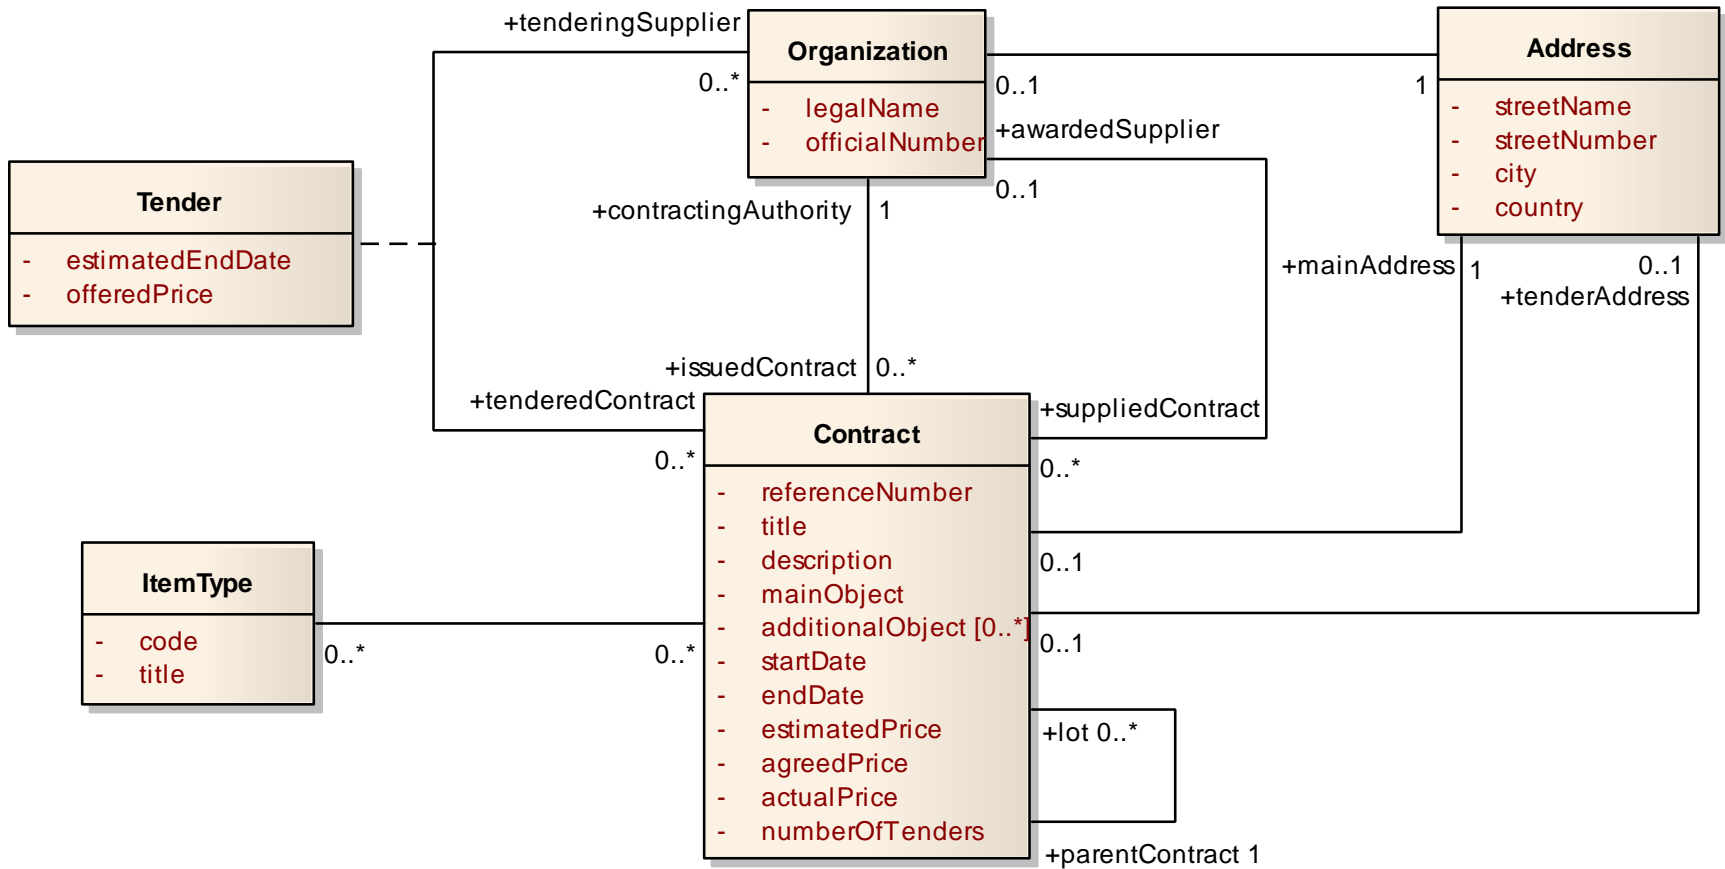 +tenderingSupplier
0..*
Organization
- legalName
- officialNumber
0..1
1
+awardedSupplier
0..1
Address
- streetName
- streetNumber
- city
- country
Tender
- estimatedEndDate
- offeredPrice
+contractingAuthority 1
+mainAddress 1
0..1
+tenderAddress
+issuedContract 0..*
+tenderedContract
0..*
+suppliedContract
0..*
Contract
- referenceNumber
- title
- description
- mainObject
- additionalObject [0..*]
- startDate
- endDate
- estimatedPrice
- agreedPrice
- actualPrice
- numberOfTenders
0..1
0..1
ItemType
- code
- title
0..*
0..*
+lot 0..*
+parentContract 1